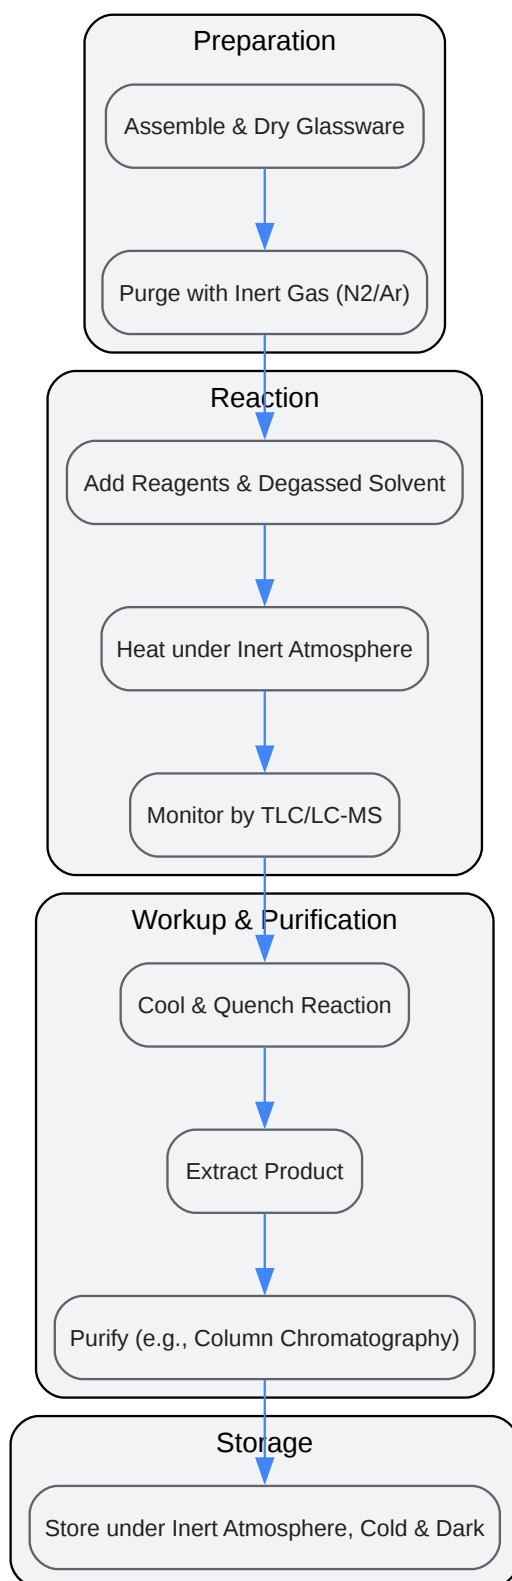 Preparation
Assemble & Dry Glassware
Purge with Inert Gas (N2/Ar)
Reaction
Add Reagents & Degassed Solvent
Heat under Inert Atmosphere
Monitor by TLC/LC-MS
Workup & Purification
Cool & Quench Reaction
Extract Product
Purify (e.g., Column Chromatography)
Storage
Store under Inert Atmosphere, Cold & Dark